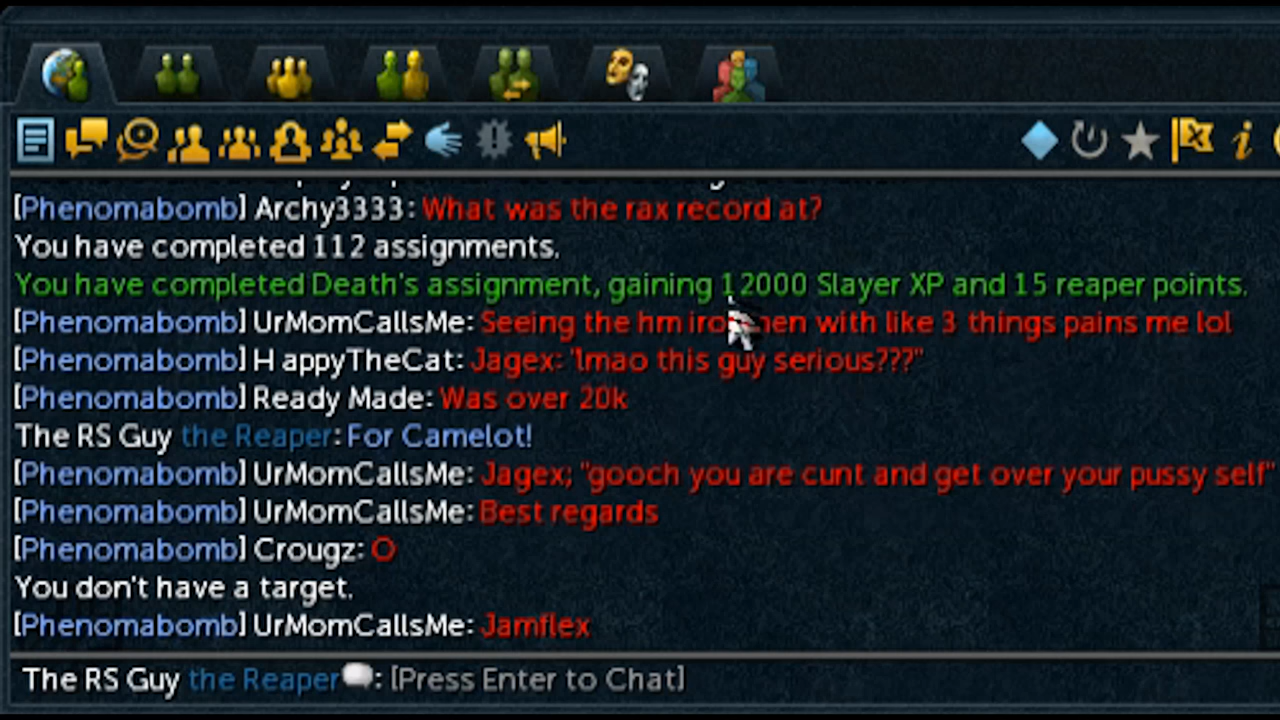 [Phenomabomb] Archy3333: What was the rax record at?
You have completed 112 assignments.
You have completed Death's assignment, gaining 12000 Slayer XP and 15 reaper points.
[Phenomabomb] UrMomCallsMe: Seeing the hm ironmen with like 3 things pains me lol
[Phenomabomb] H appyTheCat: Jagex: "lmao this guy serious???"
[Phenomabomb] Ready Made: Was over 20k
The RS Guy the Reaper: For Camelot!
[Phenomabomb] UrMomCallsMe: Jagex; "gooch you are cunt and get over your pussy self"
[Phenomabomb] UrMomCallsMe: Best regards
[Phenomabomb] Crougz: O
You don't have a target.
[Phenomabomb] UrMomCallsMe: Jamflex
The RS Guy the Reaper: [Press Enter to Chat]